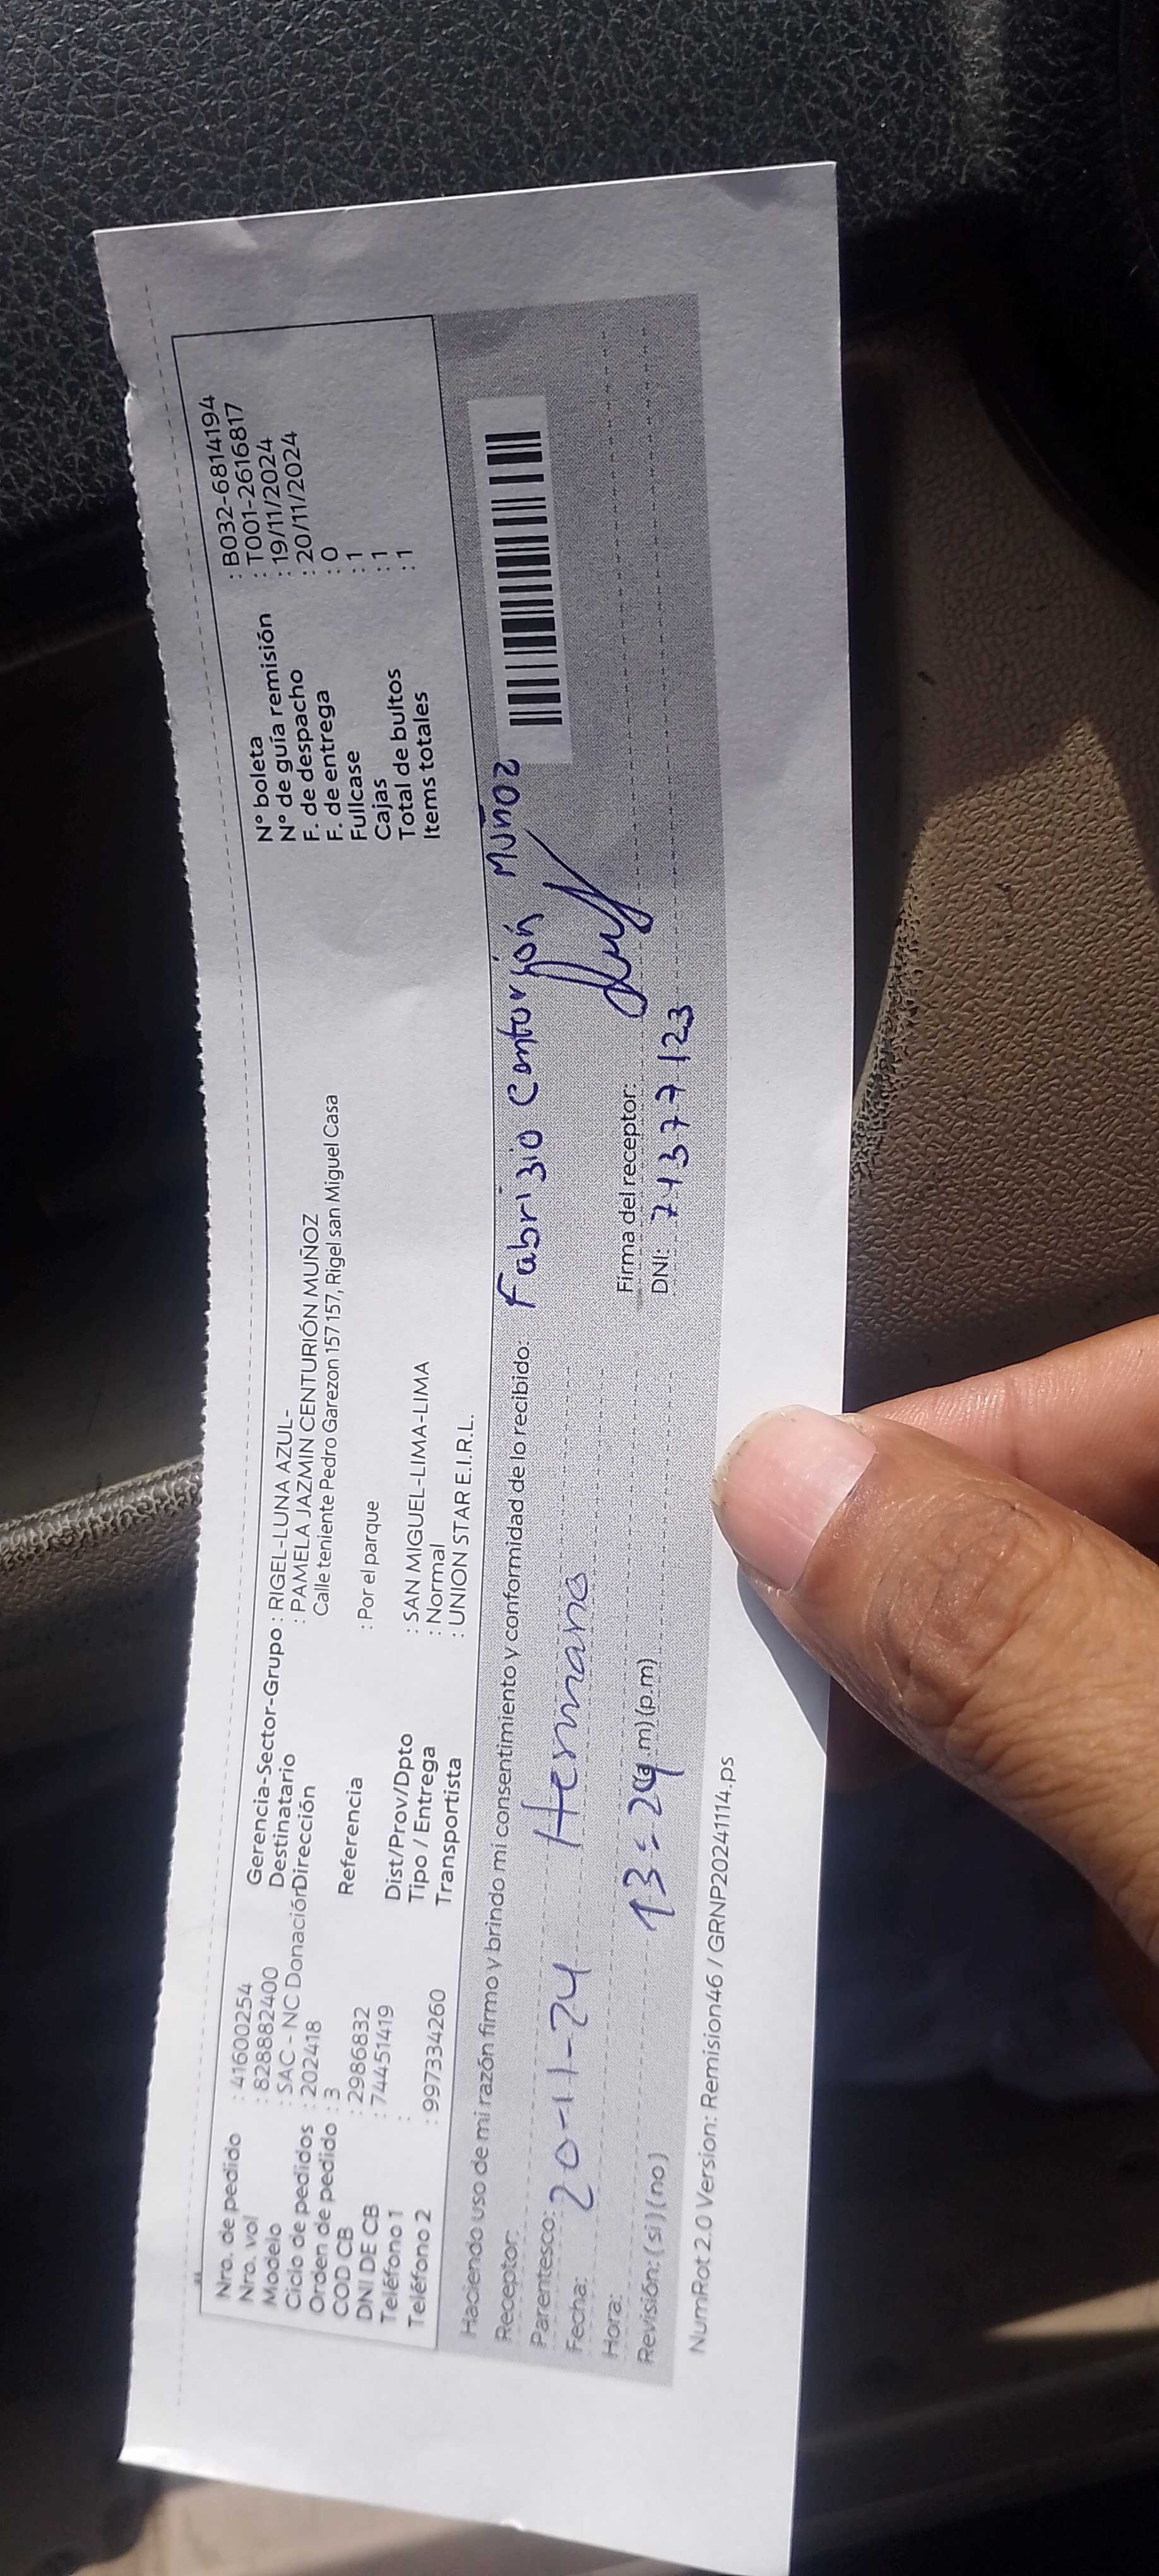 Nro. de pedido : 41600254 Gerencia-Sector-Grupo : RIGEL-LUNA AZUL- N° boleta : B032-6814194
Nro. vol : 828882400 Destinatario : PAMELA JAZMIN CENTURIÓN MUÑOZ N° de guía remisión : T001-2616817
Modelo : SAC - NC Donación Dirección Calle teniente Pedro Garezon 157157, Rigel san Miguel Casa F. de despacho : 19/11/2024
Ciclo de pedidos : 202418 F. de entrega : 20/11/2024
Orden de pedido : 3 Referencia : Por el parque Fullcase : 0
COD CB : 2986832 Cajas : 1
DNI DE CB : 74451419 Dist/Prov/Dpto : SAN MIGUEL-LIMA-LIMA Total de bultos : 1
Teléfono 1 : Tipo / Entrega : Normal Items totales : 1
Teléfono 2 : 997334260 Transportista : UNION STAR E.I.R.L.
Haciendo uso de mi razón firmo y brindo mi consentimiento y conformidad de lo recibido: Fabrizio Centurión Muñoz
Receptor:
Parentesco: Hermano
Fecha: 20-11-24
Hora: 13:24 (a.m) (p.m) Firma del receptor:
Revisión: (si) (no) DNI: 74377123
NumRot 2.0 Version: Remision46 / GRNP20241114.ps